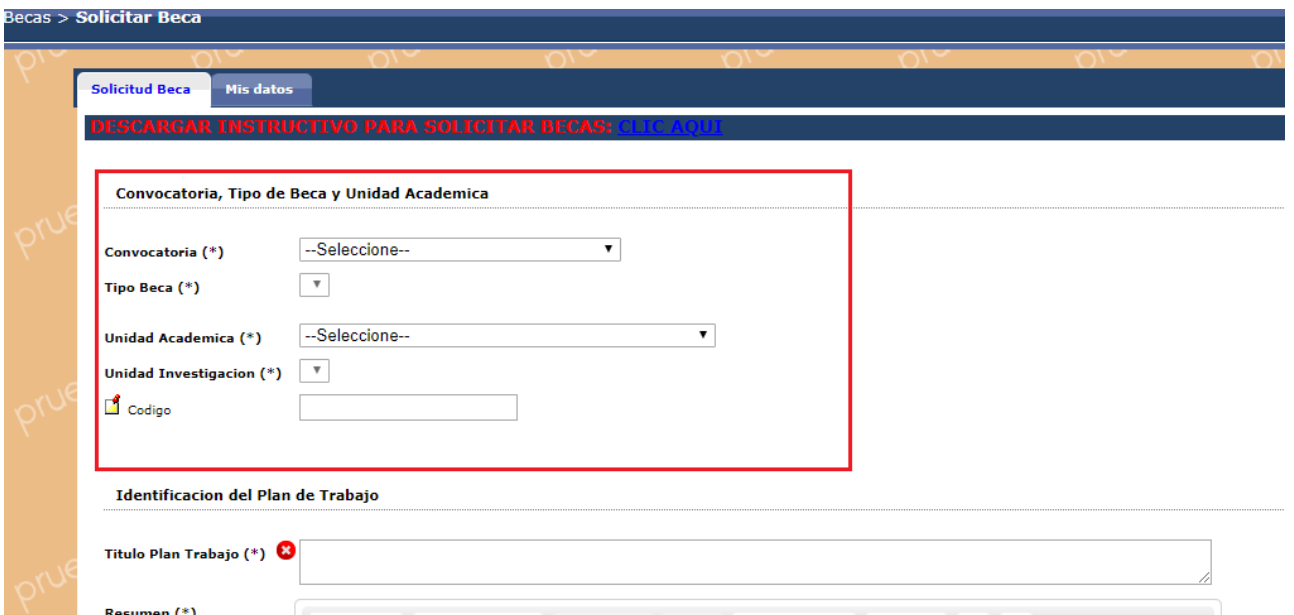 Becas > Solicitar Beca
Solicitud Beca Mis datos
DESCARGAR INSTRUCTIVO PARA SOLICITAR BECAS: CLIC AQUI
Convocatoria, Tipo de Beca y Unidad Academica
Convocatoria (*) --Seleccione--
Tipo Beca (*)
Unidad Academica (*) --Seleccione--
Unidad Investigacion (*)
Codigo
Identificacion del Plan de Trabajo
Titulo Plan Trabajo (*)
Resumen (*)